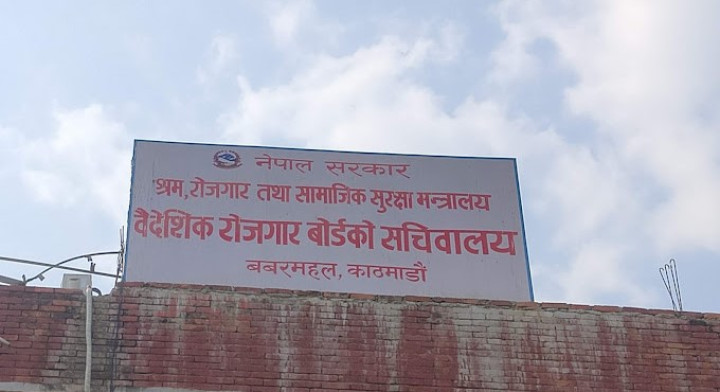 नेपाल सरकार
श्रम, रोजगार तथा सामाजिक सुरक्षा मन्त्रालय
वैदेशिक रोजगार बोर्डको सचिवालय
बबरमहल, काठमाडौं